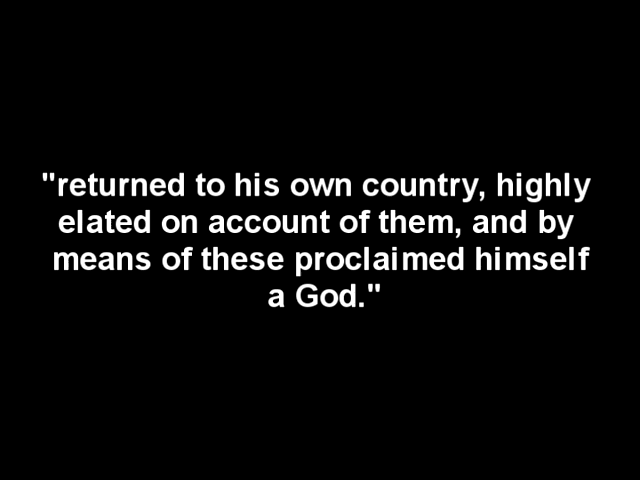 "returned to his own country, highly
elated on account of them, and by
means of these proclaimed himself
a God."